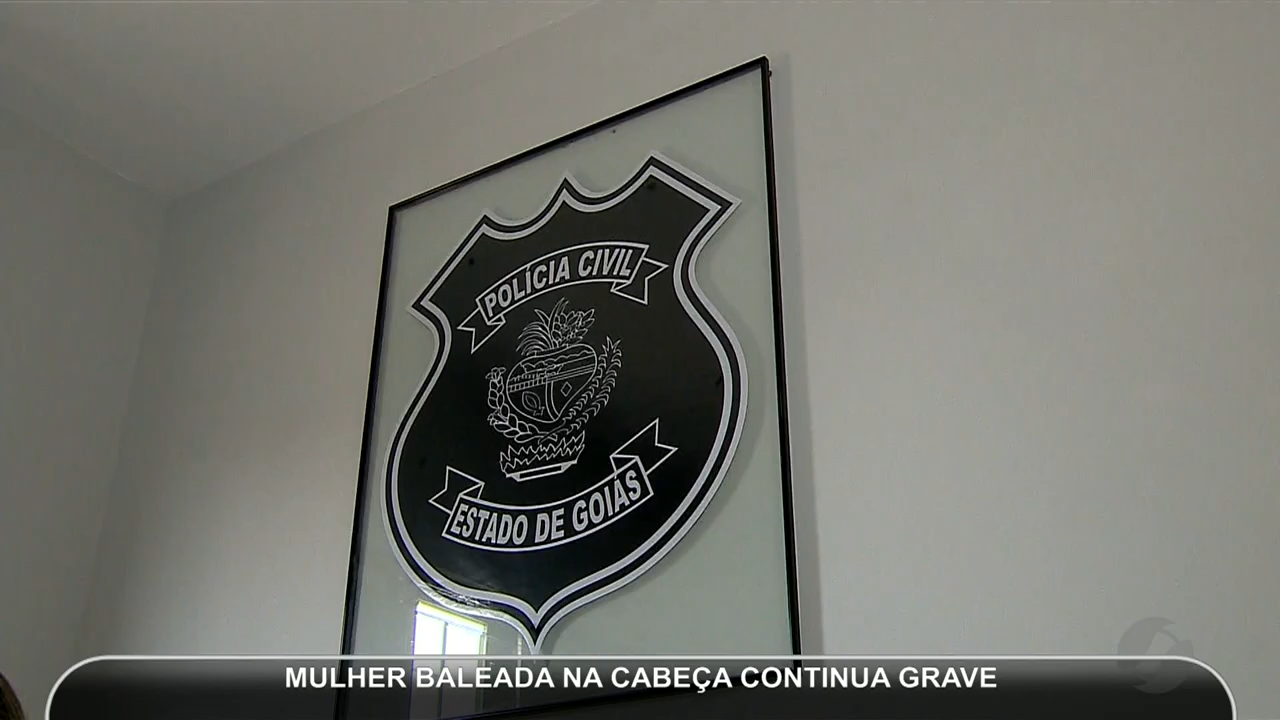 POLÍCIA CIVIL
ESTADO DE GOIÁS
MULHER BALEADA NA CABEÇA CONTINUA GRAVE